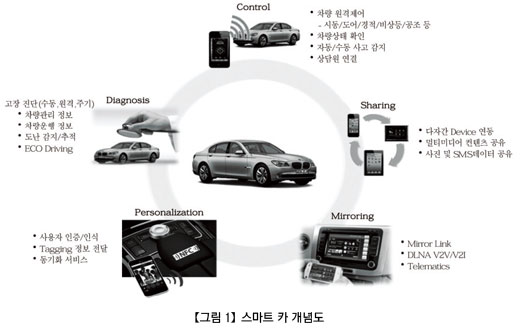 Control
• 차량 원격제어
- 시동/도어/경적/비상등/공조 등
• 차량상태 확인
• 자동/수동 사고 감지
• 상담원 연결
Diagnosis
고장 진단(수동,원격,주기)
• 차량관리 정보
• 차량운행 정보
• 도난 감지/추적
• ECO Driving
Sharing
• 다자간 Device 연동
• 멀티미디어 컨텐츠 공유
• 사진 및 SMS데이터 공유
Personalization
• 사용자 인증/인식
• Tagging 정보 전달
• 동기화 서비스
NFC
Mirroring
• Mirror Link
• DLNA V2V/V2I
• Telematics
【그림 1】 스마트 카 개념도